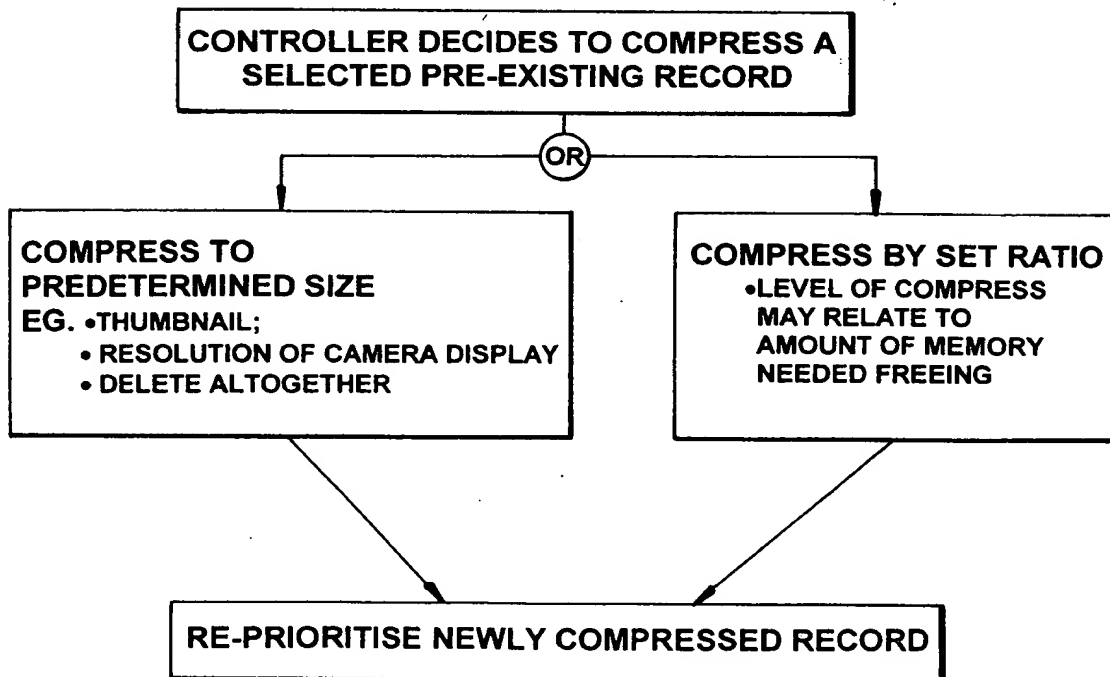 CONTROLLER DECIDES TO COMPRESS A
SELECTED PRE-EXISTING RECORD
OR
COMPRESS TO
PREDETERMINED SIZE
EG. •THUMBNAIL;
• RESOLUTION OF CAMERA DISPLAY
• DELETE ALTOGETHER
COMPRESS BY SET RATIO
•LEVEL OF COMPRESS
MAY RELATE TO
AMOUNT OF MEMORY
NEEDED FREEING
RE-PRIORITISE NEWLY COMPRESSED RECORD